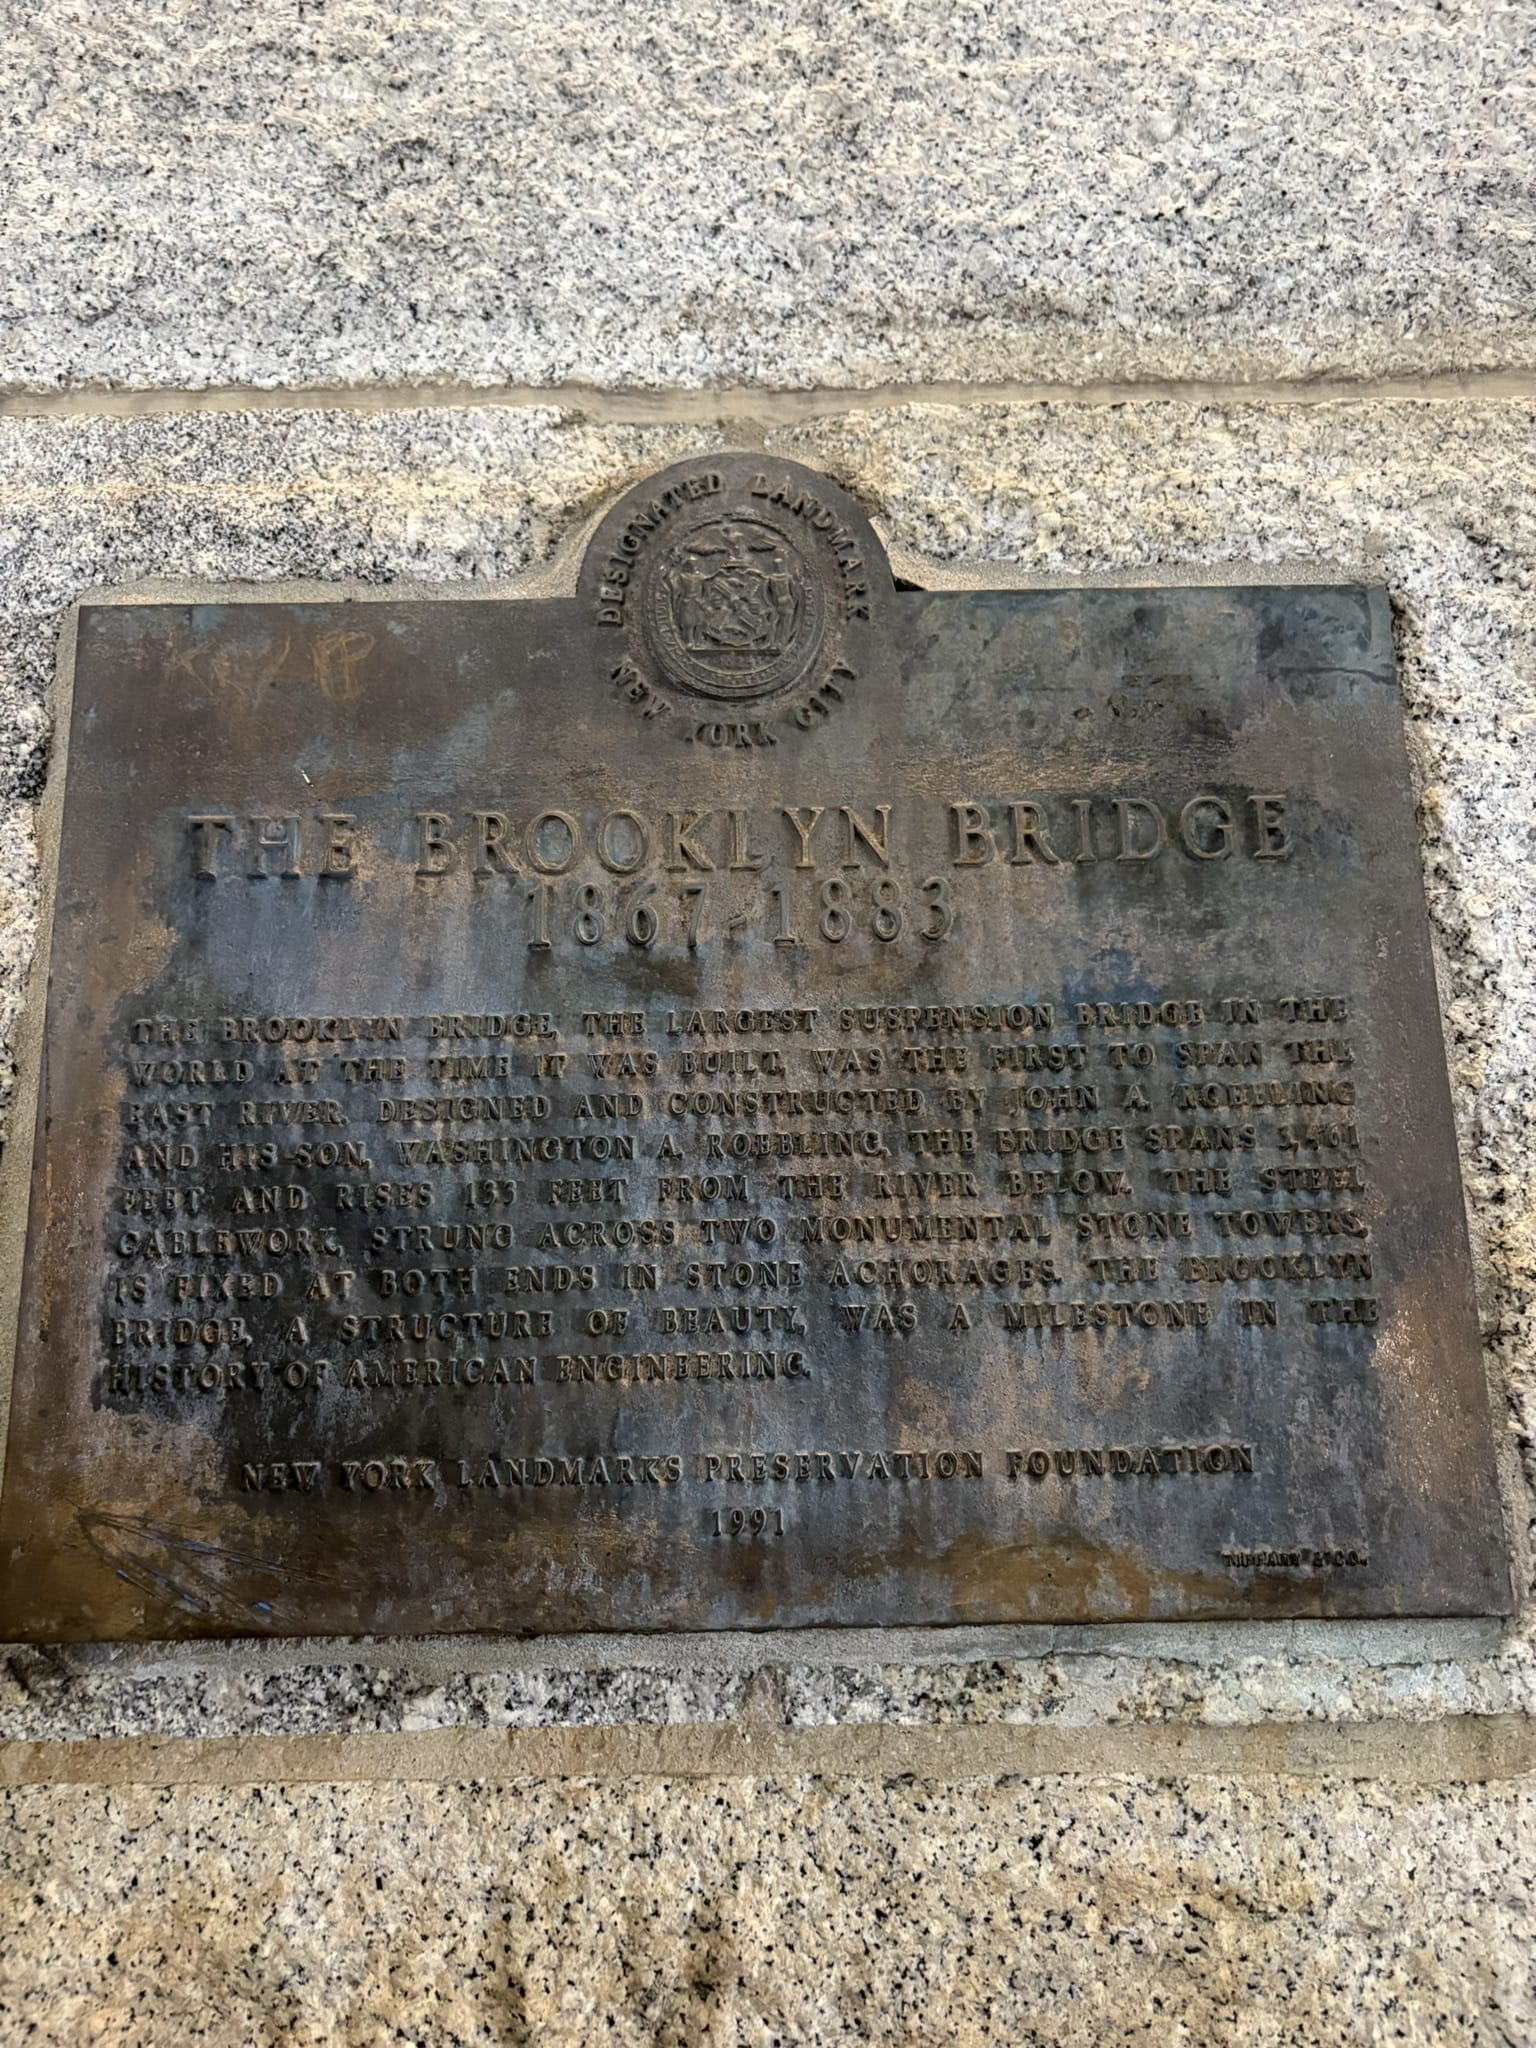 DESIGNATED LANDMARK
NEW YORK CITY
THE BROOKLYN BRIDGE
1867-1883
THE BROOKLYN BRIDGE, THE LARGEST SUSPENSION BRIDGE IN THE
WORLD AT THE TIME IT WAS BUILT, WAS THE FIRST TO SPAN THE
EAST RIVER. DESIGNED AND CONSTRUCTED BY JOHN A. ROEBLING
AND HIS SON, WASHINGTON A. ROEBLING, THE BRIDGE SPANS
FEET AND RISES 133 FEET FROM THE RIVER BELOW. THE STEEL
CABLEWORK, STRUNG ACROSS TWO MONUMENTAL STONE TOWERS,
IS FIXED AT BOTH ENDS IN STONE ACHORAGES. THE BROOKLYN
BRIDGE, A STRUCTURE OF BEAUTY, WAS A MILESTONE IN THE
HISTORY OF AMERICAN ENGINEERING.
NEW YORK LANDMARKS PRESERVATION FOUNDATION
1991
TIFFANY & CO.